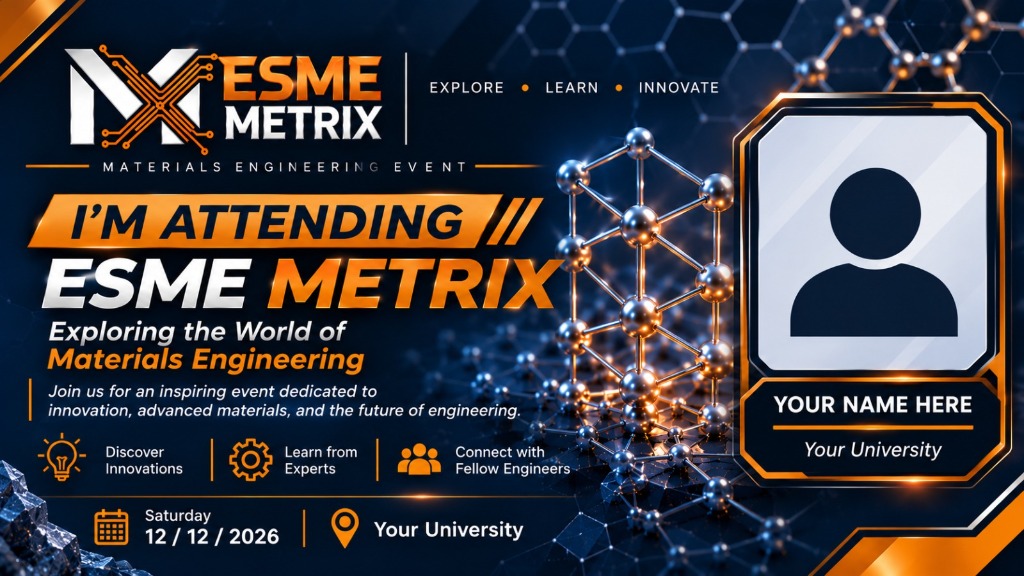 MX ESME
METRIX
EXPLORE • LEARN • INNOVATE
MATERIALS ENGINEERING EVENT
I'M ATTENDING
ESME METRIX
Exploring the World of
Materials Engineering
Join us for an inspiring event dedicated to
innovation, advanced materials, and the future of engineering.
Discover
Innovations
Learn from
Experts
Connect with
Fellow Engineers
Saturday
12 / 12 / 2026
Your University
YOUR NAME HERE
Your University